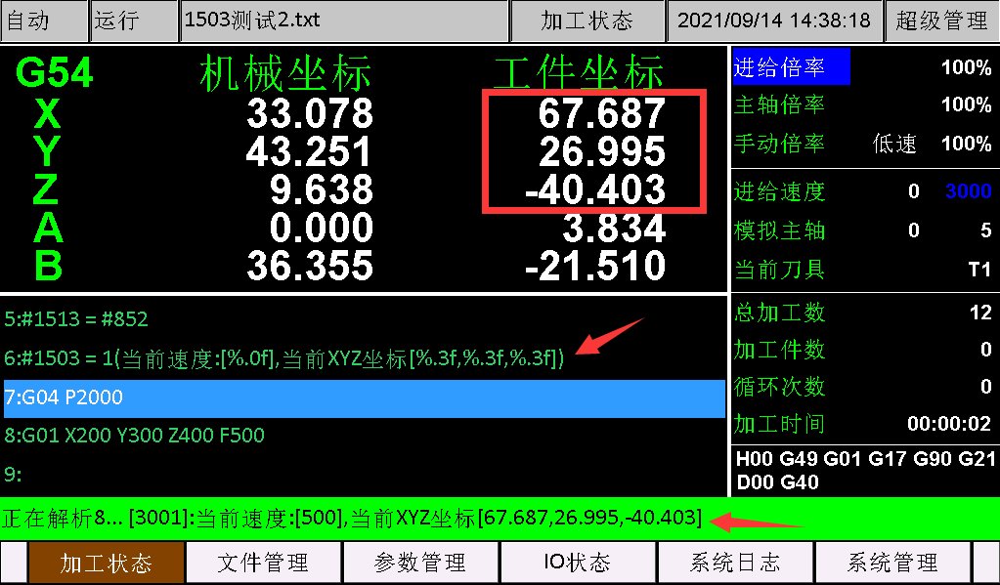 自动 运行 1503测试2.txt 加工状态 2021/09/14 14:38:18 超级管理
G54 机械坐标 工件坐标
X 33.078 67.687
Y 43.251 26.995
Z 9.638 -40.403
A 0.000 3.834
B 36.355 -21.510
进给倍率 100%
主轴倍率 100%
手动倍率 低速 100%
进给速度 0 3000
模拟主轴 0 5
当前刀具 T1
总加工数 12
加工件数 0
循环次数 0
加工时间 00:00:02
H00 G49 G01 G17 G90 G21
D00 G40
5:#1513 = #852
6:#1503 = 1(当前速度:[%.0f],当前XYZ坐标[%.3f,%.3f,%.3f])
7:G04 P2000
8:G01 X200 Y300 Z400 F500
9:
正在解析8... [3001]:当前速度:[500],当前XYZ坐标[67.687,26.995,-40.403]
加工状态 文件管理 参数管理 IO状态 系统日志 系统管理